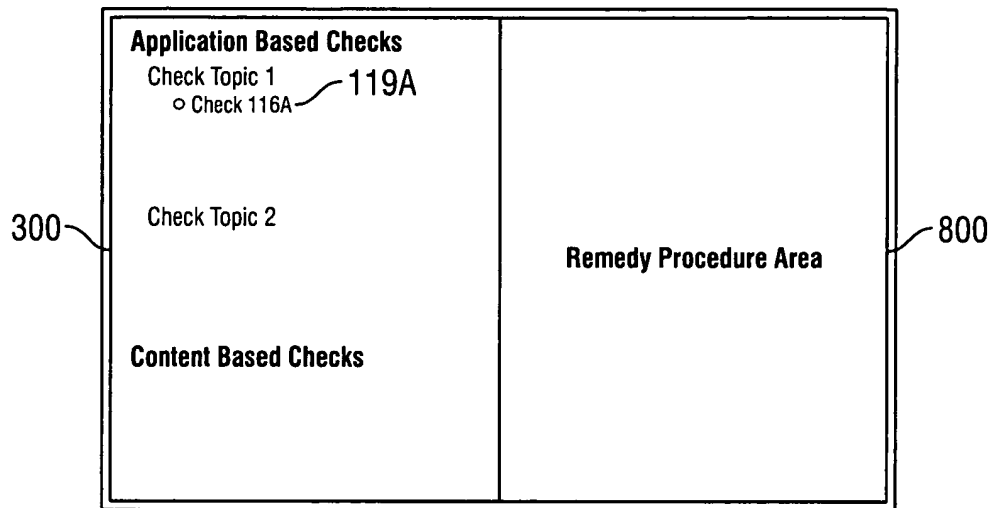 Application Based Checks
Check Topic 1
Check 116A
119A
Check Topic 2
300
800
Remedy Procedure Area
Content Based Checks